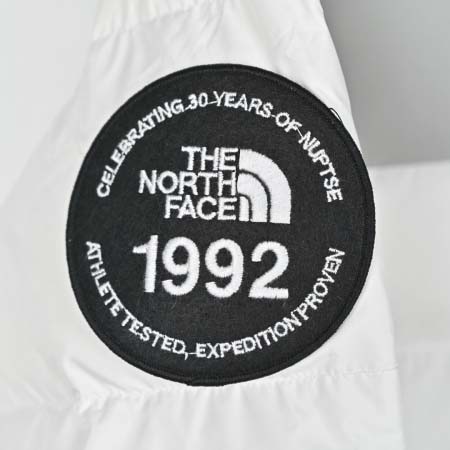 CELEBRATING 30 YEARS OF NUPTSE
THE
NORTH
FACE
1992
ATHLETE TESTED, EXPEDITION PROVEN